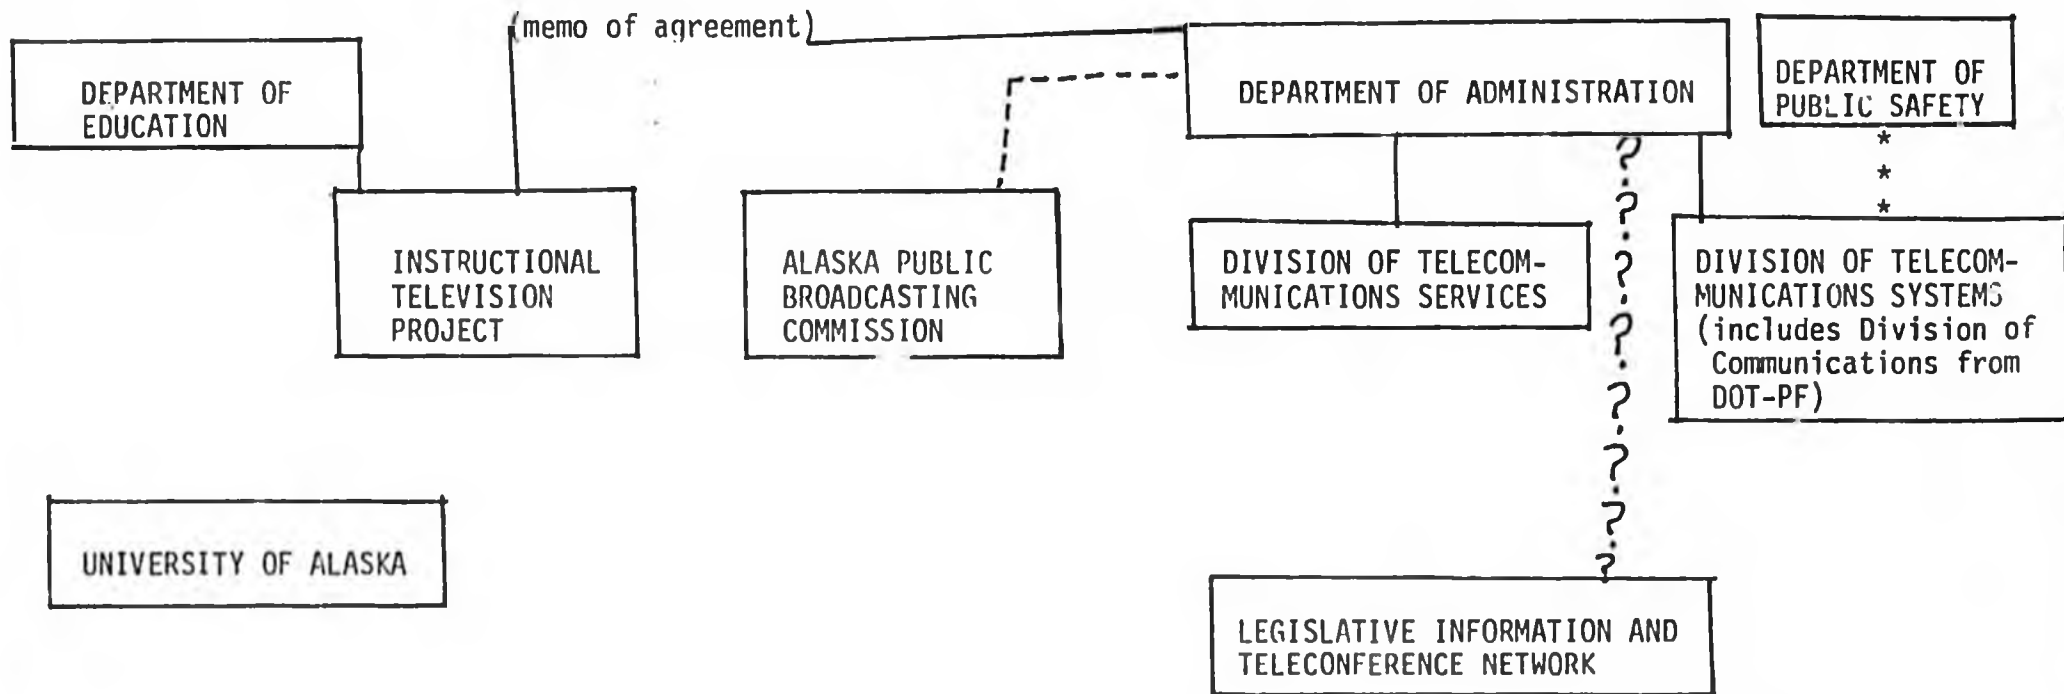 (memo of agreement)
DEPARTMENT OF
EDUCATION
DEPARTMENT OF ADMINISTRATION
DEPARTMENT OF
PUBLIC SAFETY
*
*
*
INSTRUCTIONAL
TELEVISION
PROJECT
ALASKA PUBLIC
BROADCASTING
COMMISSION
DIVISION OF TELECOM-
MUNICATIONS SERVICES
DIVISION OF TELECOM-
MUNICATIONS SYSTEMS
(includes Division of
Communications from
DOT-PF)
?
?
?
?
?
?
?
?
UNIVERSITY OF ALASKA
LEGISLATIVE INFORMATION AND
TELECONFERENCE NETWORK